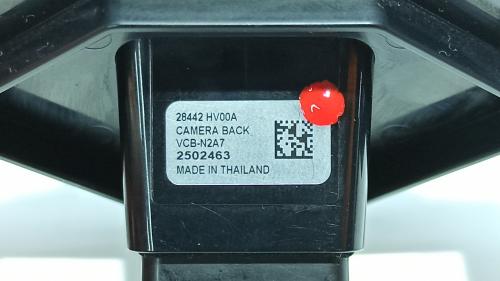 28442 HV00A
CAMERA BACK
VCB-N2A7
2502463
MADE IN THAILAND